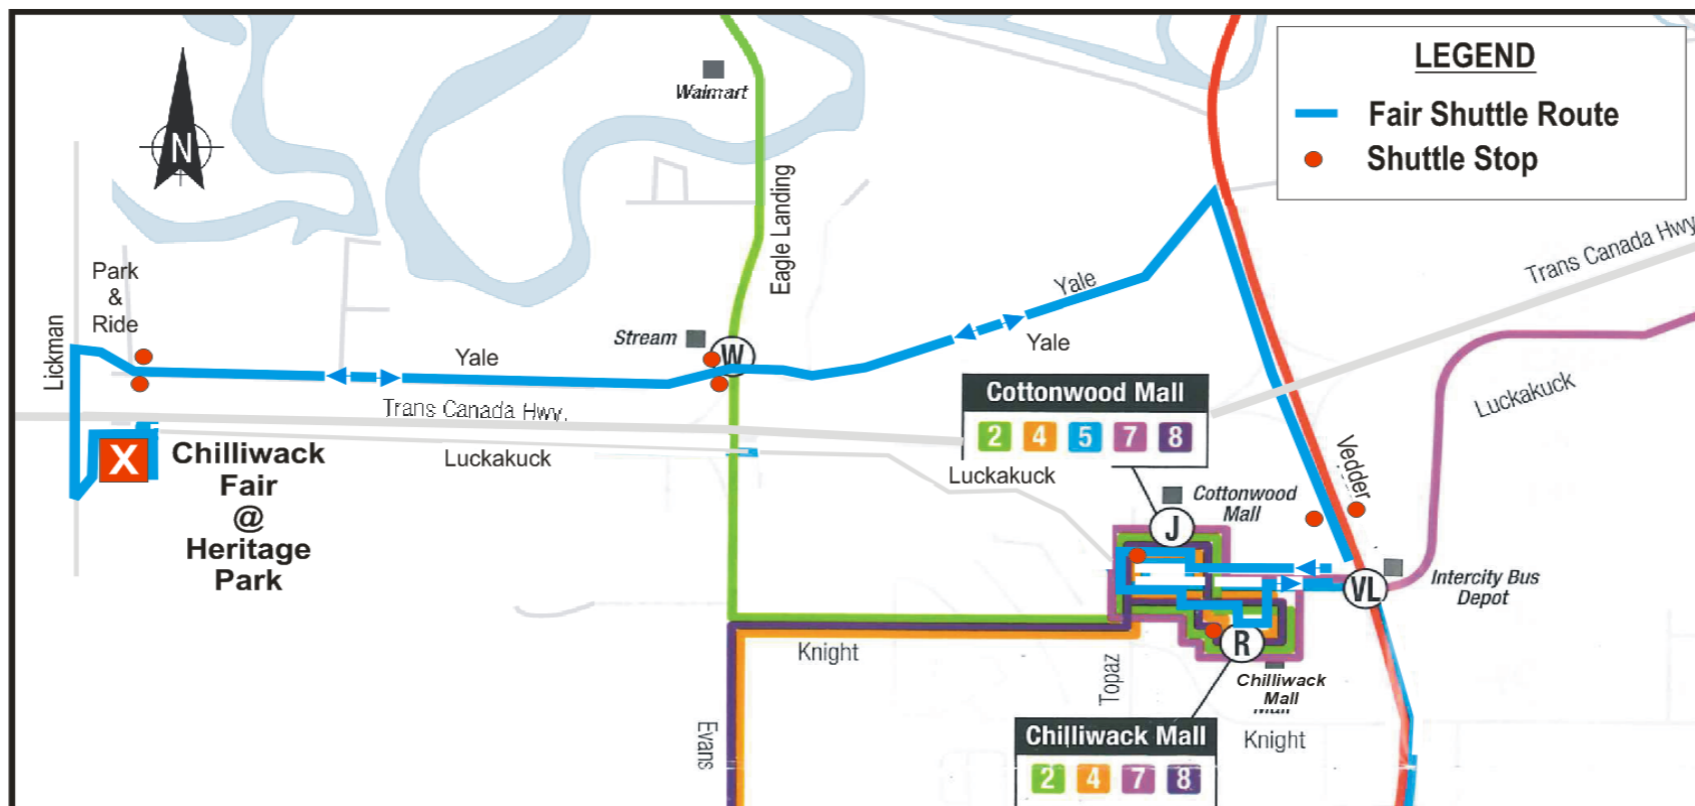 LEGEND
Fair Shuttle Route
Shuttle Stop
N
Walmart
Eagle Landing
Trans Canada Hwy
Park
&
Ride
Lickman
Stream
W
Yale
Yale
Yale
Trans Canada Hwy.
Luckakuck
X
Chilliwack
Fair
@
Heritage
Park
Cottonwood Mall
2 4 5 7 8
Luckakuck
Luckakuck
Vedder
J
Cottonwood
Mall
VL
Intercity Bus
Depot
R
Chilliwack
Mall
Knight
Topaz
Evans
Chilliwack Mall
2 4 7 8
Knight